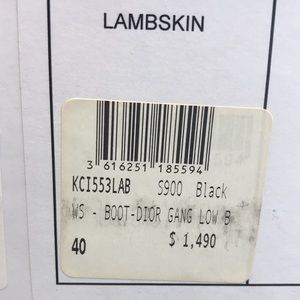 LAMBSKIN
3 616251 185594
KCI553LAB S900 Black
WS - BOOT-DIOR GANG LOW B
40 $ 1,490